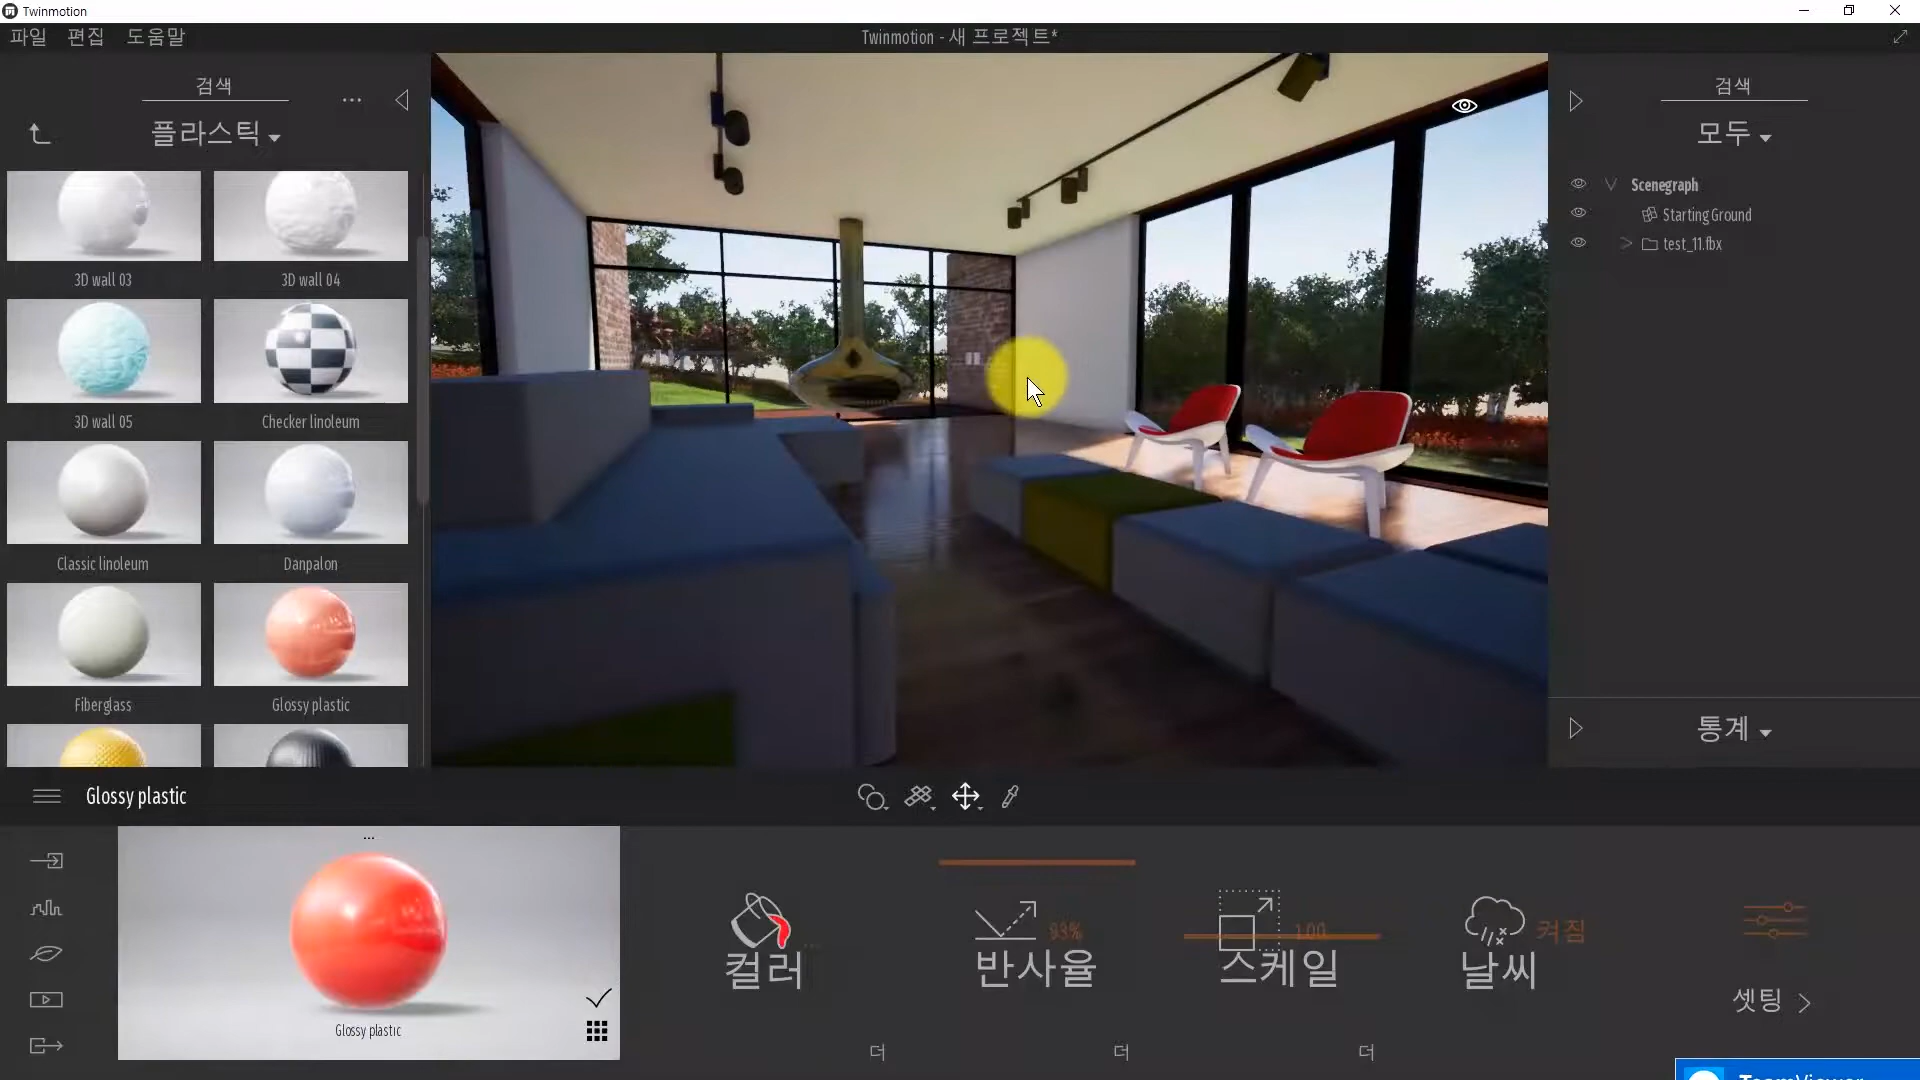 Twinmotion
파일 편집 도움말
Twinmotion - 새 프로젝트*
검색
...
플라스틱
3D wall 03
3D wall 04
3D wall 05
Checker linoleum
Classic linoleum
Danpalon
Fiberglass
Glossy plastic
검색
모두
Scenegraph
Starting Ground
test_11.fbx
통계
Glossy plastic
...
Glossy plastic
컬러
93%
반사율
1.00
스케일
켜짐
날씨
셋팅
더
더
더
TeamViewer